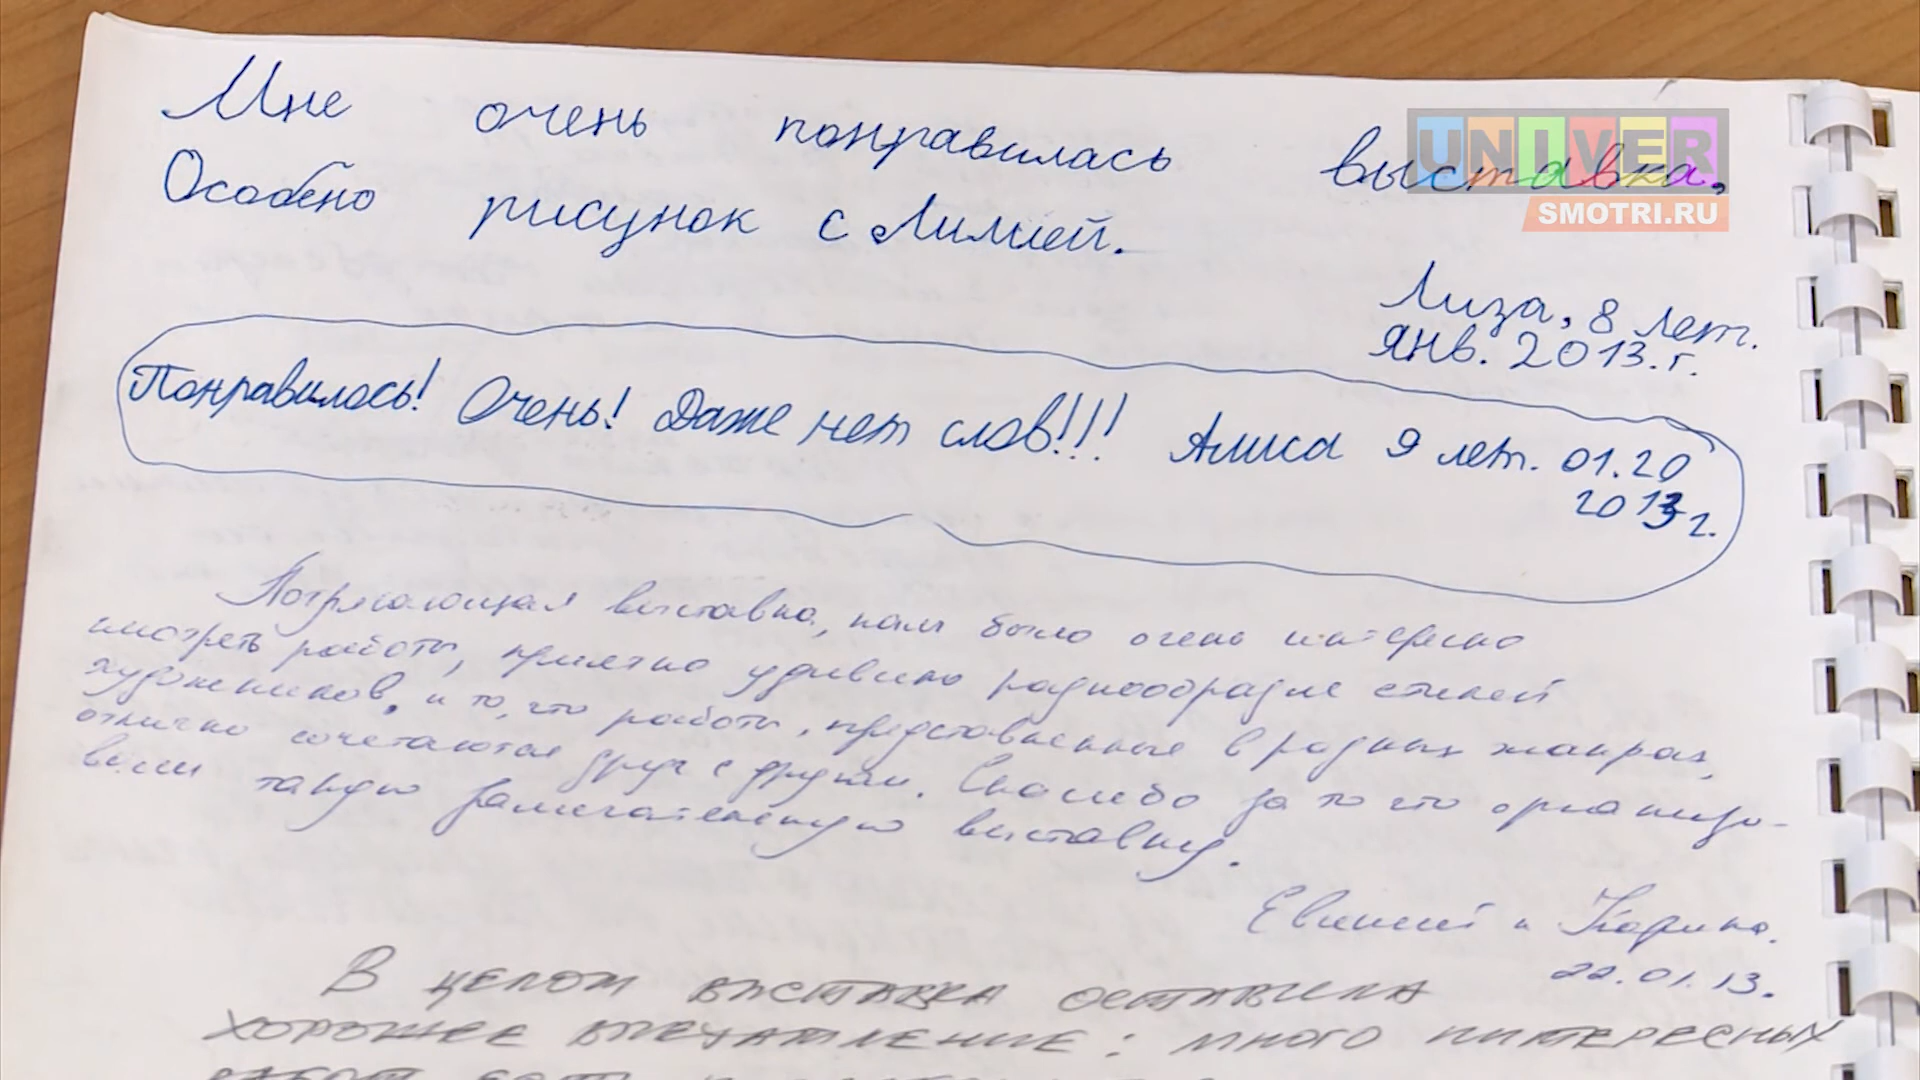 Мне очень понравилась выставка,
Особено рисунок с Лилией.
UNIVER
SMOTRI.RU
Лиза, 8 лет.
янв. 2013.г.
Понравилось! Очень! Даже нет слов!!! Алиса 9 лет. 01.20
2013 г.
Потрясающая выставка, нам было очень интересно
смотреть работы, приятно удивило разнообразие стилей
художников, и то, что работы, представленные в разных жанрах,
отлично сочетаются друг с другом. Спасибо за то что организо-
вали такую замечательную выставку.
Евгений и Карина.
22.01.13.
В целом выставка оставила
хорошее впечатление: много интересных
работ